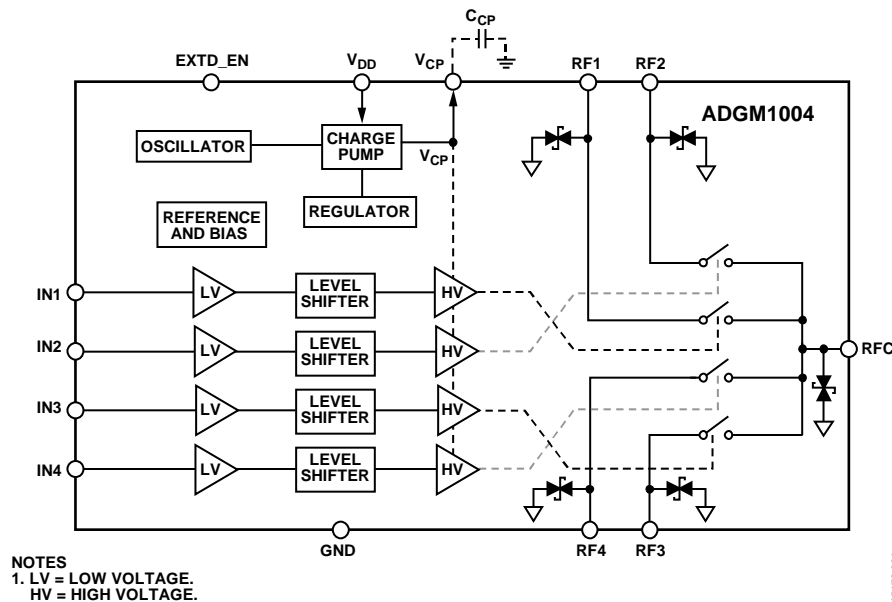 C_CP
EXTD_EN
V_DD
V_CP
RF1
RF2
ADGM1004
OSCILLATOR
CHARGE
PUMP
V_CP
REFERENCE
AND BIAS
REGULATOR
IN1
LV
LEVEL
SHIFTER
HV
IN2
LV
LEVEL
SHIFTER
HV
RFC
IN3
LV
LEVEL
SHIFTER
HV
IN4
LV
LEVEL
SHIFTER
HV
GND
RF4
RF3
NOTES
1. LV = LOW VOLTAGE.
HV = HIGH VOLTAGE.